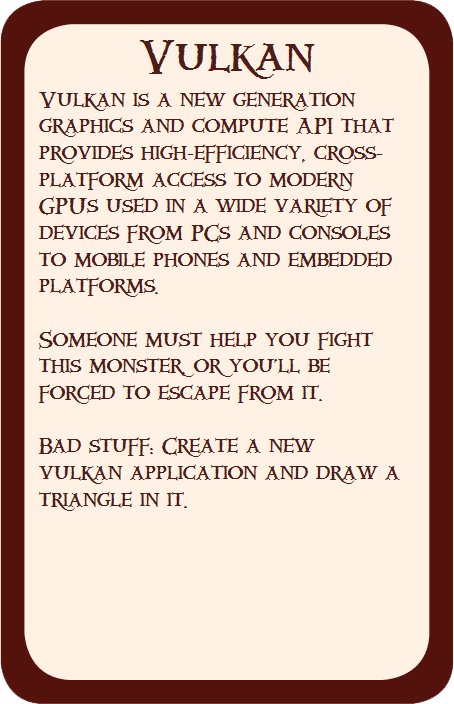 Vulkan
Vulkan is a new generation
graphics and compute API that
provides high-efficiency, cross-
platform access to modern
GPUs used in a wide variety of
devices from PCs and consoles
to mobile phones and embedded
platforms.
Someone must help you fight
this monster, or you'll be
forced to escape from it.
Bad stuff: Create a new
vulkan application and draw a
triangle in it.